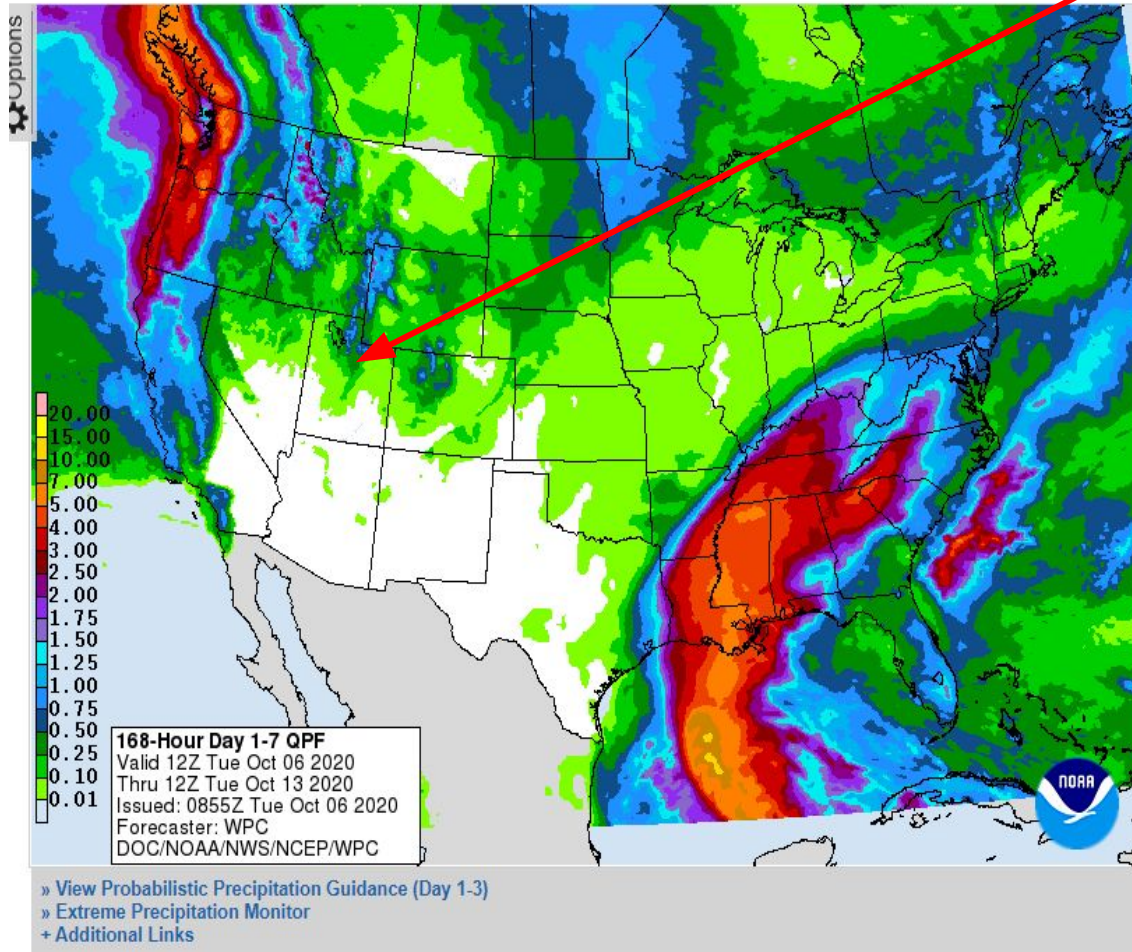 Options
20.00
15.00
10.00
7.00
5.00
4.00
3.00
2.50
2.00
1.75
1.50
1.25
1.00
0.75
0.50
0.25
0.10
0.01
168-Hour Day 1-7 QPF
Valid 12Z Tue Oct 06 2020
Thru 12Z Tue Oct 13 2020
Issued: 0855Z Tue Oct 06 2020
Forecaster: WPC
DOC/NOAA/NWS/NCEP/WPC
NOAA
» View Probabilistic Precipitation Guidance (Day 1-3)
» Extreme Precipitation Monitor
+ Additional Links